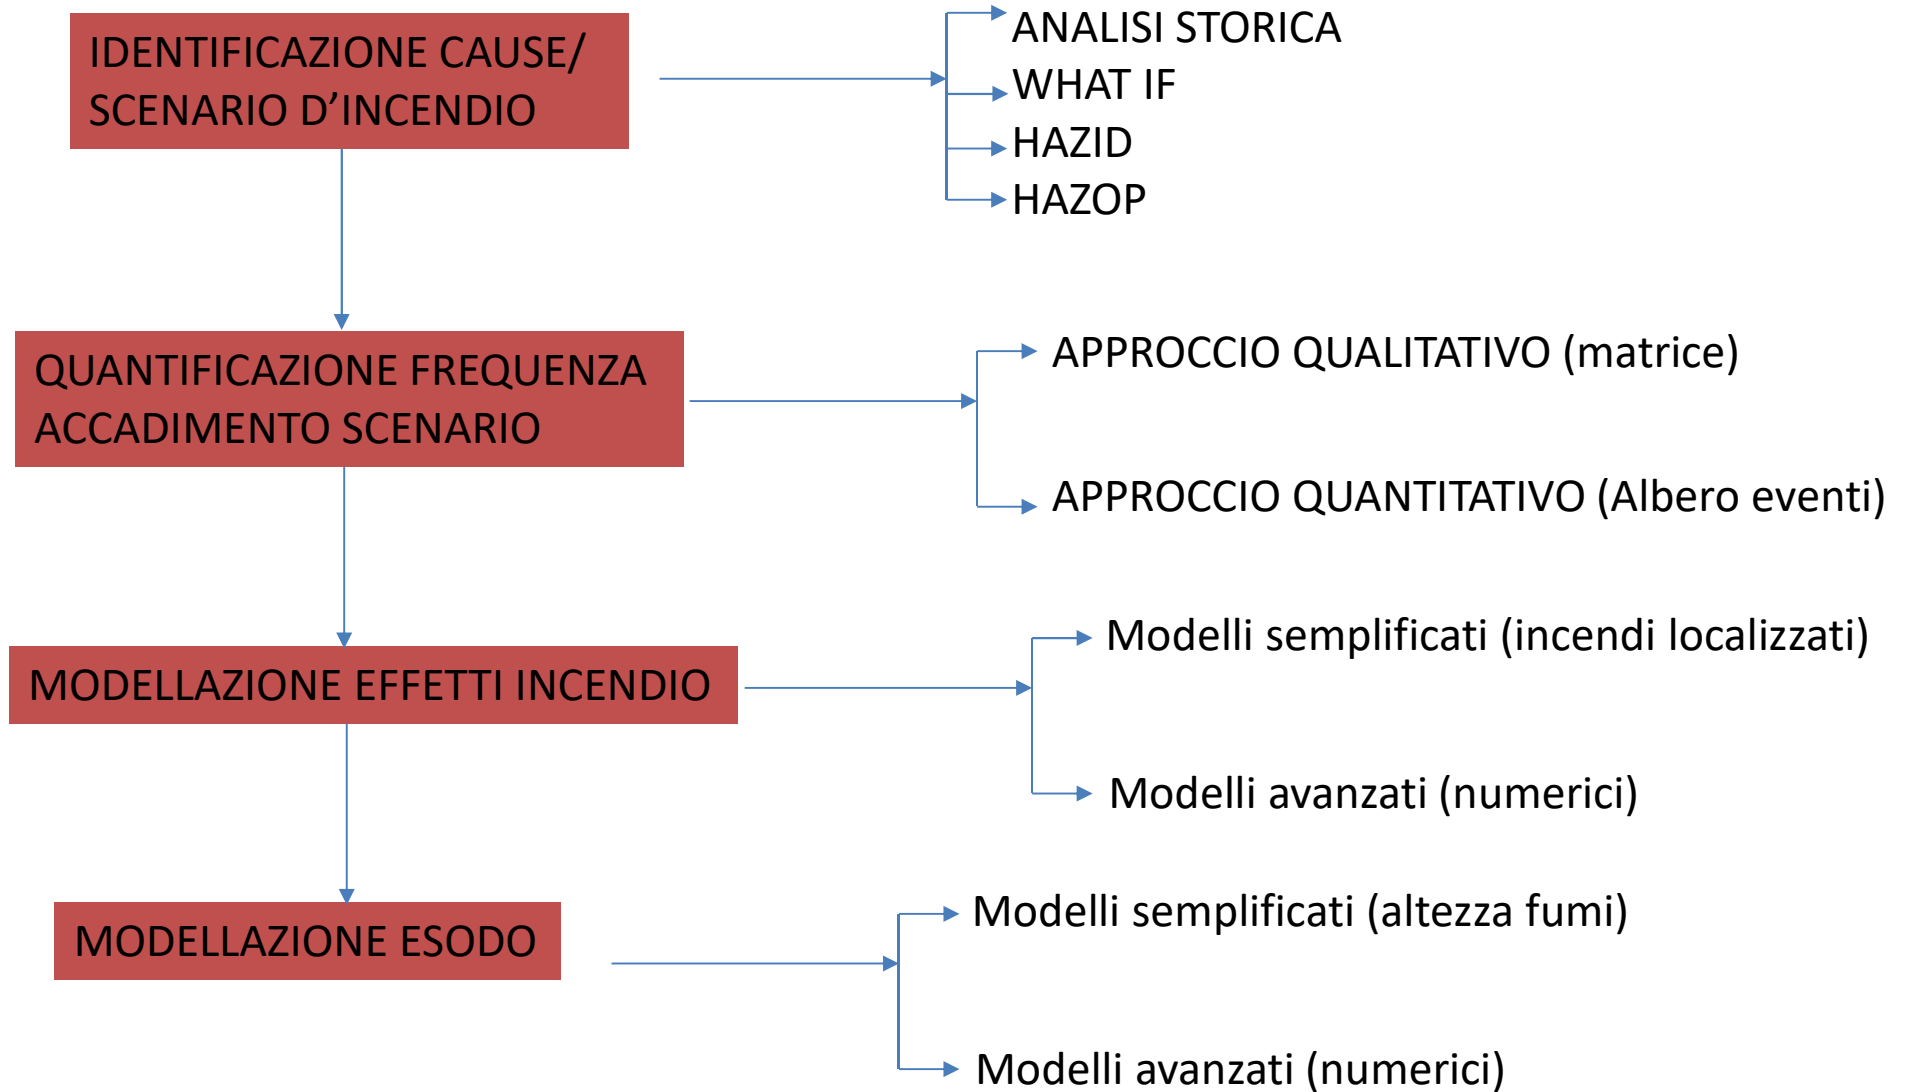 IDENTIFICAZIONE CAUSE/
SCENARIO D’INCENDIO
ANALISI STORICA
WHAT IF
HAZID
HAZOP
QUANTIFICAZIONE FREQUENZA
ACCADIMENTO SCENARIO
APPROCCIO QUALITATIVO (matrice)
APPROCCIO QUANTITATIVO (Albero eventi)
MODELLAZIONE EFFETTI INCENDIO
Modelli semplificati (incendi localizzati)
Modelli avanzati (numerici)
MODELLAZIONE ESODO
Modelli semplificati (altezza fumi)
Modelli avanzati (numerici)